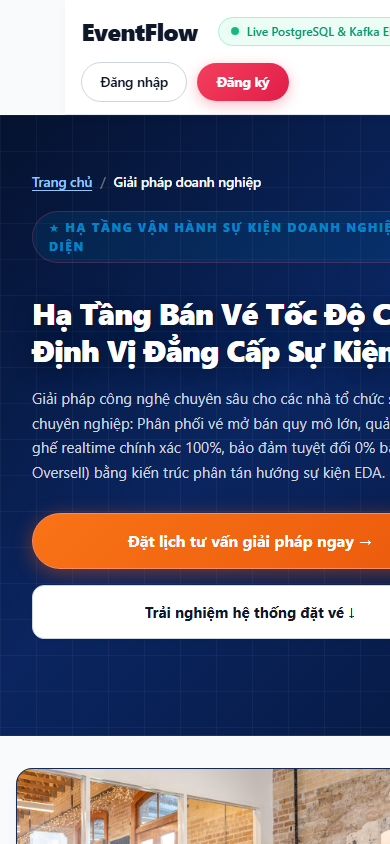 EventFlow
Live PostgreSQL & Kafka E
Đăng nhập
Đăng ký
Trang chủ / Giải pháp doanh nghiệp
★ HẠ TẦNG VẬN HÀNH SỰ KIỆN DOANH NGHIỆ
DIỆN
Hạ Tầng Bán Vé Tốc Độ C
Định Vị Đẳng Cấp Sự Kiện
Giải pháp công nghệ chuyên sâu cho các nhà tổ chức s
chuyên nghiệp: Phân phối vé mở bán quy mô lớn, quả
ghế realtime chính xác 100%, bảo đảm tuyệt đối 0% bá
Oversell) bằng kiến trúc phân tán hướng sự kiện EDA.
Đặt lịch tư vấn giải pháp ngay →
Trải nghiệm hệ thống đặt vé ↓